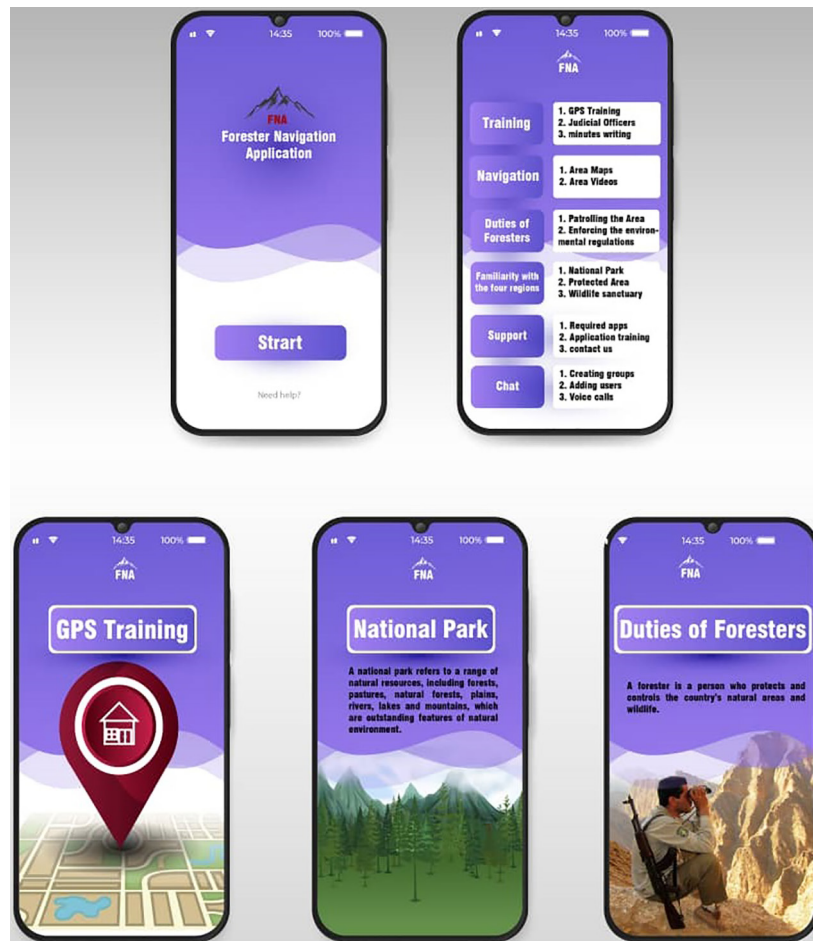 14:35 100%
FNA
Forester Navigation
Application
Strart
Need help?
14:35 100%
FNA
Training
1. GPS Training
2. Judicial Officers
3. minutes writing
Navigation
1. Area Maps
2. Area Videos
Duties of
Foresters
1. Patrolling the Area
2. Enforcing the environ-
mental regulations
Familiarity with
the four regions
1. National Park
2. Protected Area
3. Wildlife sanctuary
Support
1. Required apps
2. Application training
3. contact us
Chat
1. Creating groups
2. Adding users
3. Voice calls
14:35 100%
FNA
GPS Training
14:35 100%
FNA
National Park
A national park refers to a range of
natural resources, including forests,
pastures, natural forests, plains,
rivers, lakes and mountains, which
are outstanding features of natural
environment.
14:35 100%
FNA
Duties of Foresters
A forester is a person who protects and
controls the country's natural areas and
wildlife.